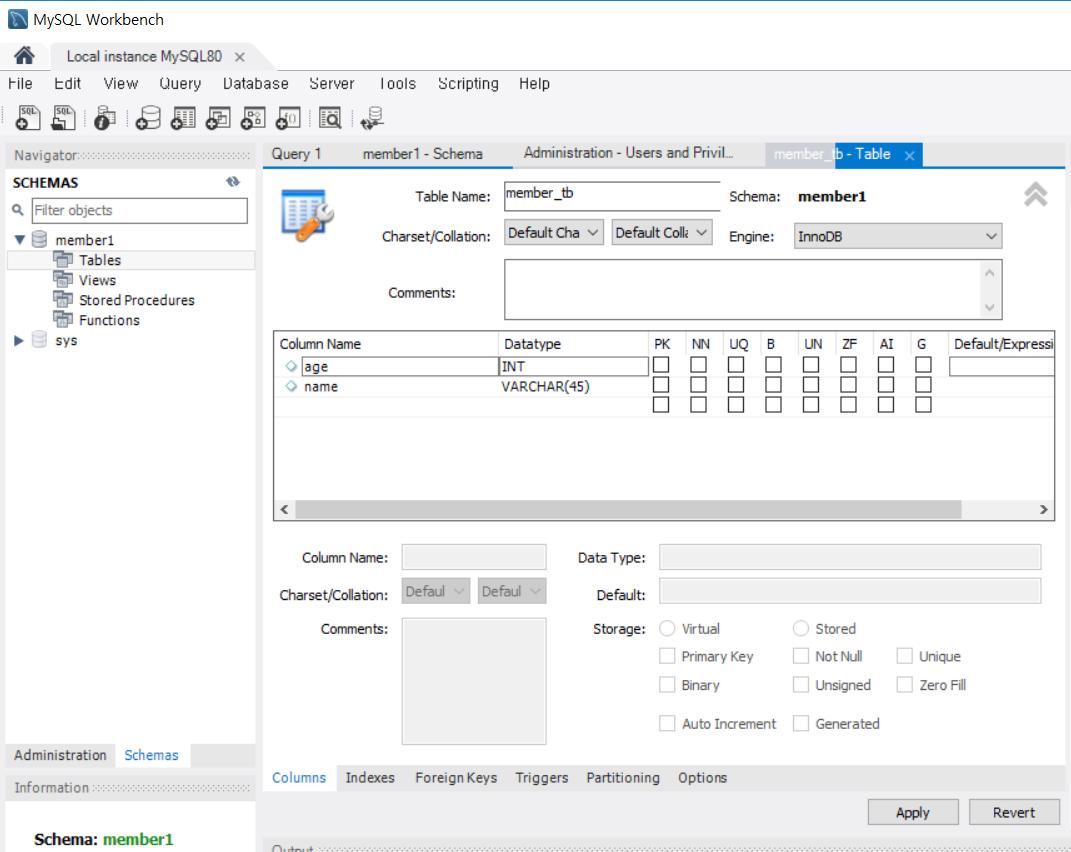 MySQL Workbench
Local instance MySQL80
File Edit View Query Database Server Tools Scripting Help
SQL SQL
Navigator
SCHEMAS
Filter objects
member1
Tables
Views
Stored Procedures
Functions
sys
Administration Schemas
Information
Schema: member1
Query 1 member1 - Schema Administration - Users and Privil... member_tb - Table
Table Name: member_tb Schema: member1
Charset/Collation: Default Cha Default Colla Engine: InnoDB
Comments:
Column Name Datatype PK NN UQ B UN ZF AI G Default/Expressi
age INT
name VARCHAR(45)
Column Name: Data Type:
Charset/Collation: Defaul Defaul Default:
Comments: Storage: Virtual Stored
Primary Key Not Null Unique
Binary Unsigned Zero Fill
Auto Increment Generated
Columns Indexes Foreign Keys Triggers Partitioning Options
Apply Revert
Output